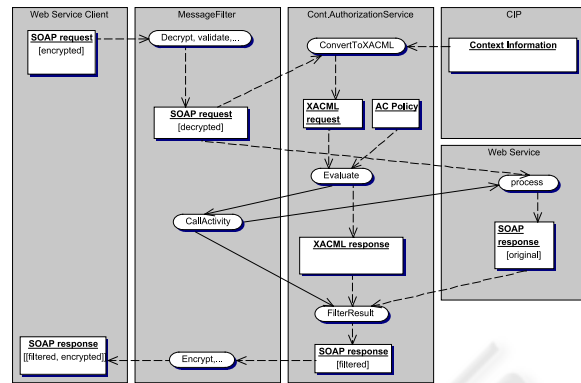 Web Service Client
MessageFilter
Cont.AuthorizationService
CIP
SOAP request
[encrypted]
Decrypt, validate,...
ConvertToXACML
Context Information
SOAP request
[decrypted]
XACML
request
AC Policy
Web Service
Evaluate
process
CallActivity
SOAP
response
[original]
XACML response
FilterResult
SOAP response
[[filtered, encrypted]]
Encrypt,...
SOAP response
[filtered]